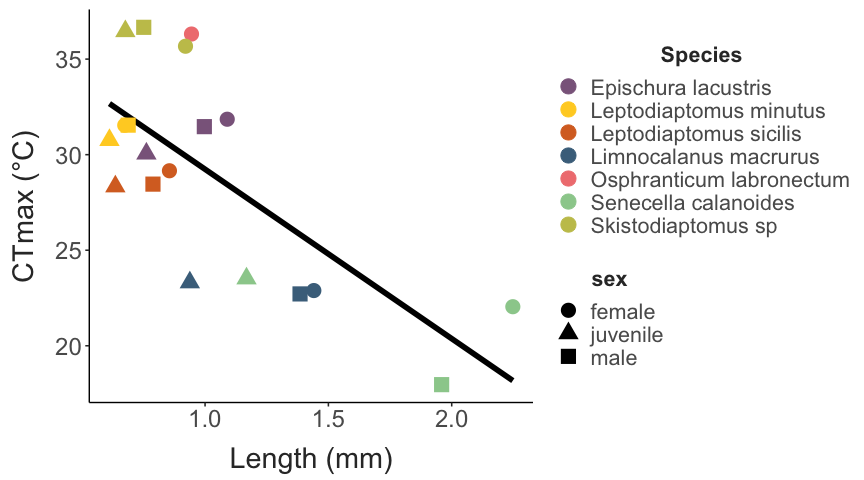 35
30
25
20
CTmax (°C)
1.0
1.5
2.0
Length (mm)
Species
Epischura lacustris
Leptodiaptomus minutus
Leptodiaptomus sicilis
Limnocalanus macrurus
Osphranticum labronectum
Senecella calanoides
Skistodiaptomus sp
sex
female
juvenile
male